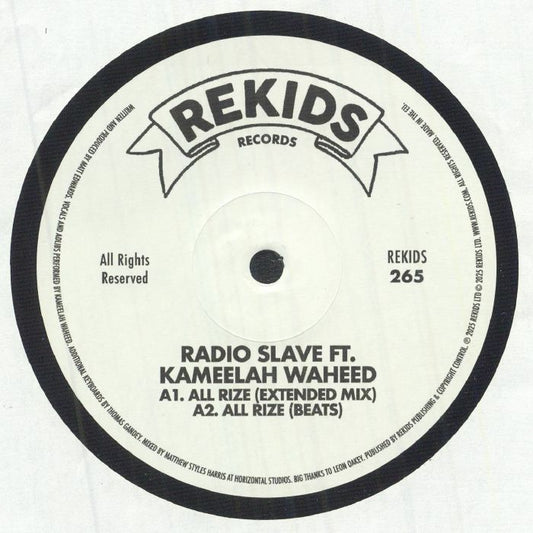 REKIDS
RECORDS
All Rights
Reserved
REKIDS
265
RADIO SLAVE FT.
KAMEELAH WAHEED
A1. ALL RIZE (EXTENDED MIX)
A2. ALL RIZE (BEATS)
WRITTEN AND PRODUCED BY MATT EDWARDS. VOCALS AND ADLIBS PERFORMED BY KAMEELAH WAHEED. ADDITIONAL KEYBOARDS BY THOMAS GANDEY. MIXED BY MATTHEW STYLES HARRIS AT HORIZONTAL STUDIOS. BIG THANKS TO LEON OAKEY. PUBLISHED BY REKIDS PUBLISHING & COPYRIGHT CONTROL. ℗ 2025 REKIDS LTD © 2025 REKIDS LTD. WWW.REKIDS.COM. ALL RIGHTS RESERVED. MADE IN THE EU.